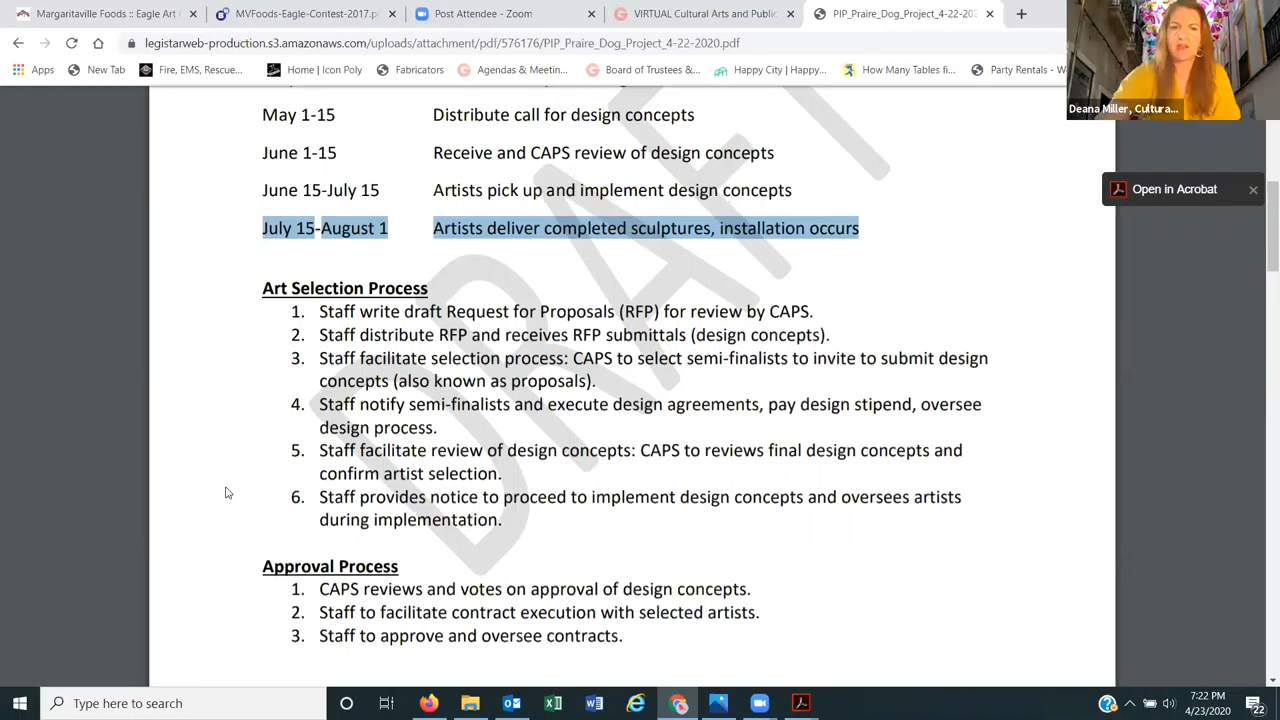 Margaritaville Foods :: Eagle Art
MVFoods-Eagle-Contest-2017.p
Post Attendee - Zoom
VIRTUAL Cultural Arts and Public
PIP_Praire_Dog_Project_4-22-202
legistarweb-production.s3.amazonaws.com/uploads/attachment/pdf/576176/PIP_Praire_Dog_Project_4-22-2020.pdf
Apps New Tab Fire, EMS, Rescue... Home | Icon Poly Fabricators Agendas & Meetin... Board of Trustees &... Happy City | Happy... How Many Tables fi... Party Rentals - We
Deana Miller, Cultura...
Open in Acrobat
DRAFT
May 1-15 Distribute call for design concepts
June 1-15 Receive and CAPS review of design concepts
June 15-July 15 Artists pick up and implement design concepts
July 15-August 1 Artists deliver completed sculptures, installation occurs
Art Selection Process
1. Staff write draft Request for Proposals (RFP) for review by CAPS.
2. Staff distribute RFP and receives RFP submittals (design concepts).
3. Staff facilitate selection process: CAPS to select semi-finalists to invite to submit design
concepts (also known as proposals).
4. Staff notify semi-finalists and execute design agreements, pay design stipend, oversee
design process.
5. Staff facilitate review of design concepts: CAPS to reviews final design concepts and
confirm artist selection.
6. Staff provides notice to proceed to implement design concepts and oversees artists
during implementation.
Approval Process
1. CAPS reviews and votes on approval of design concepts.
2. Staff to facilitate contract execution with selected artists.
3. Staff to approve and oversee contracts.
Type here to search
7:22 PM
4/23/2020
22